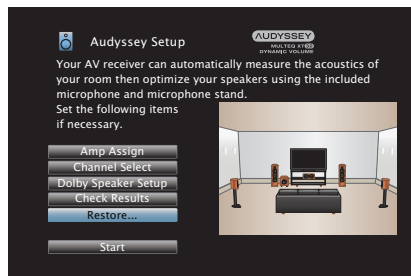 Audyssey Setup
AUDYSSEY
MULTEQ XT32
DYNAMIC VOLUME
Your AV receiver can automatically measure the acoustics of
your room then optimize your speakers using the included
microphone and microphone stand.
Set the following items
if necessary.
Amp Assign
Channel Select
Dolby Speaker Setup
Check Results
Restore...
Start